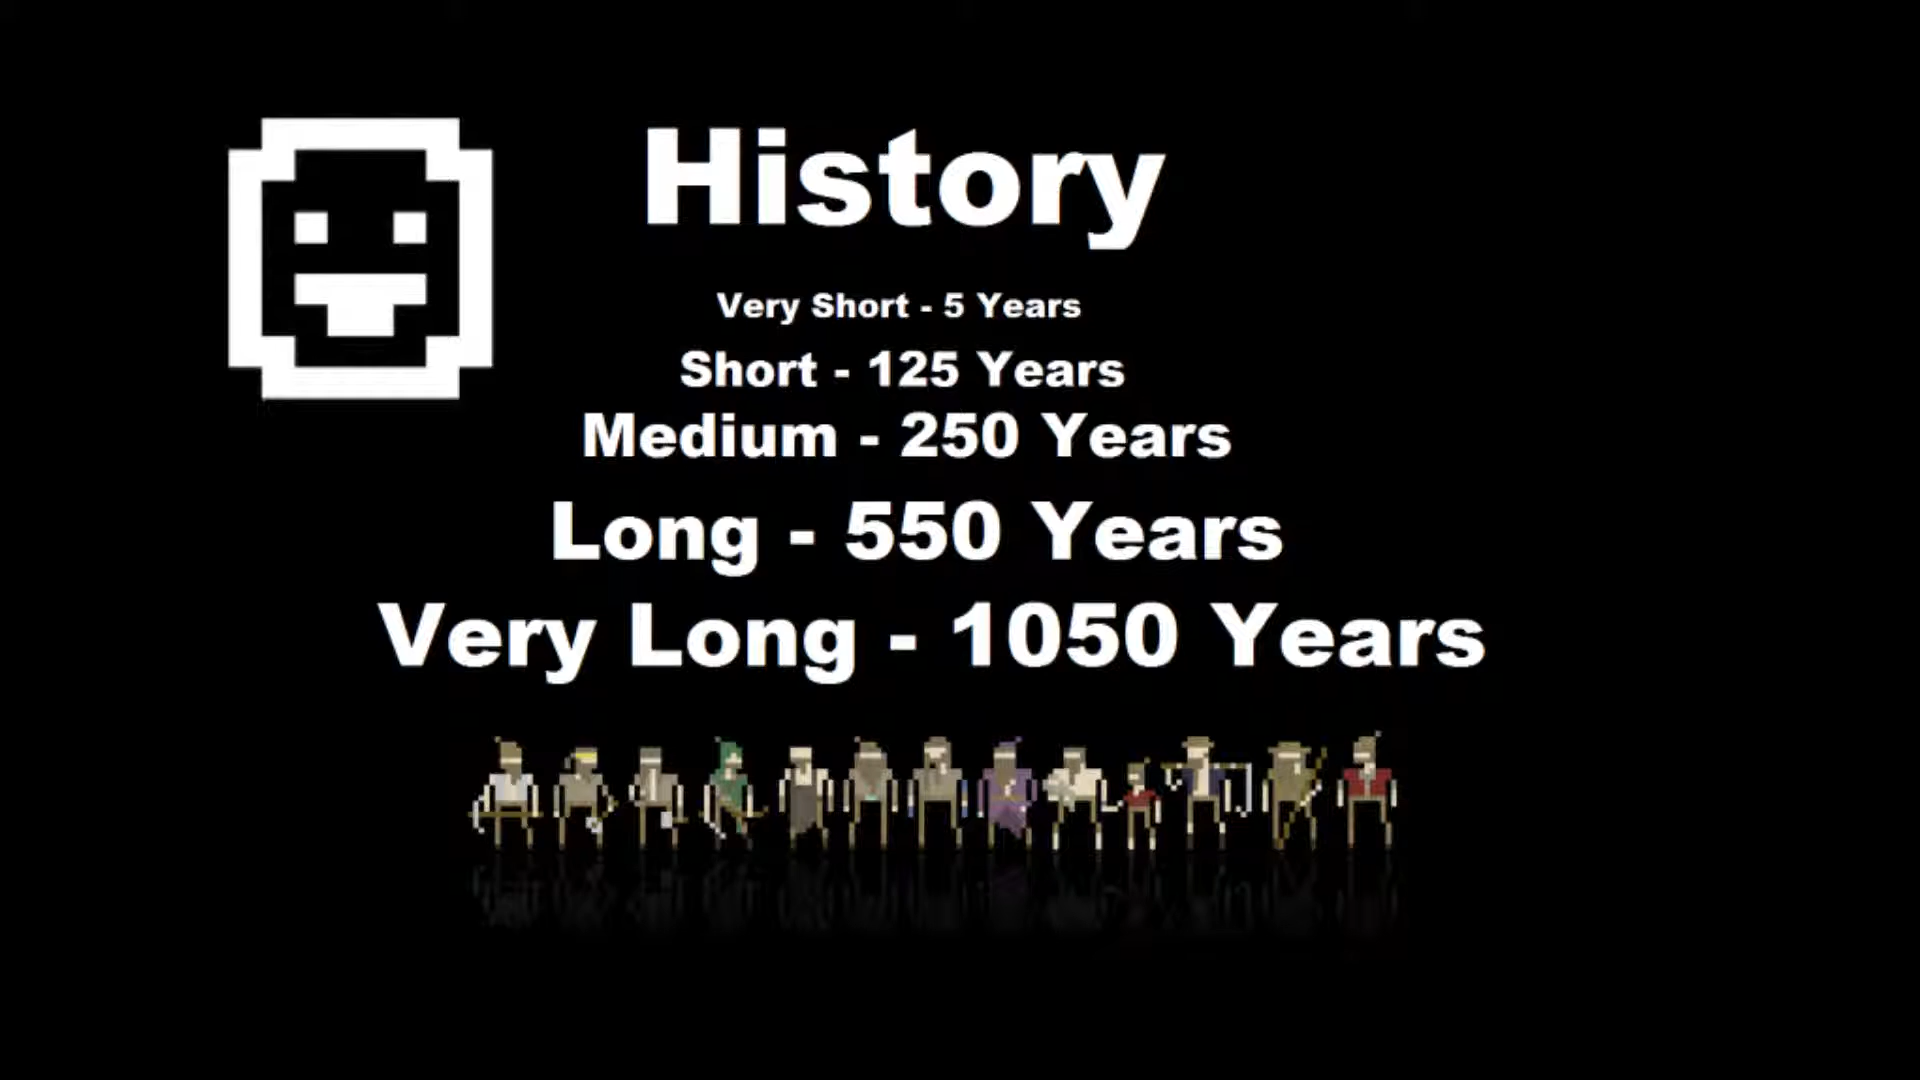 History
Very Short - 5 Years
Short - 125 Years
Medium - 250 Years
Long - 550 Years
Very Long - 1050 Years